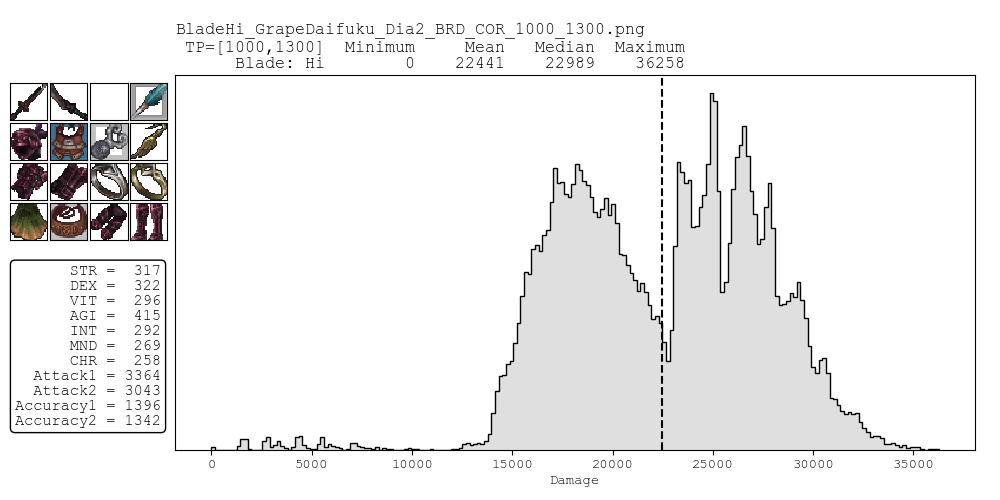 BladeHi_GrapeDaifuku_Dia2_BRD_COR_1000_1300.png
TP=[1000,1300] Minimum Mean Median Maximum
Blade: Hi 0 22441 22989 36258
STR = 317
DEX = 322
VIT = 296
AGI = 415
INT = 292
MND = 269
CHR = 258
Attack1 = 3364
Attack2 = 3043
Accuracy1 = 1396
Accuracy2 = 1342
0 5000 10000 15000 20000 25000 30000 35000
Damage